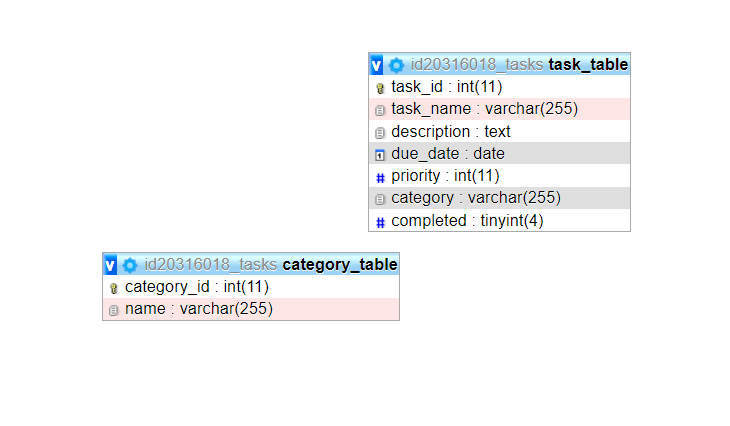 v id20316018_tasks task_table
task_id : int(11)
task_name : varchar(255)
description : text
due_date : date
# priority : int(11)
category : varchar(255)
# completed : tinyint(4)
v id20316018_tasks category_table
category_id : int(11)
name : varchar(255)